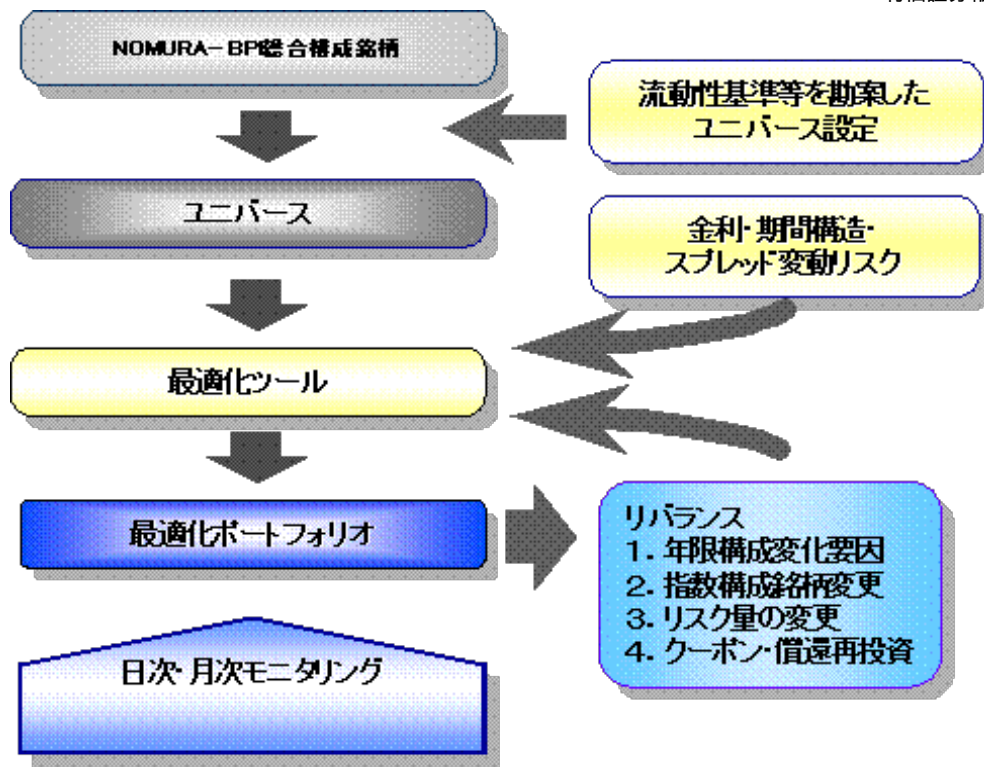 NOMURA－BPI総合構成銘柄
流動性基準等を勘案した
ユニバース設定
ユニバース
金利・期間構造・
スプレッド変動リスク
最適化ツール
最適化ポートフォリオ
リバランス
1. 年限構成変化要因
2. 指数構成銘柄変更
3. リスク量の変更
4. クーポン・償還再投資
日次・月次モニタリング